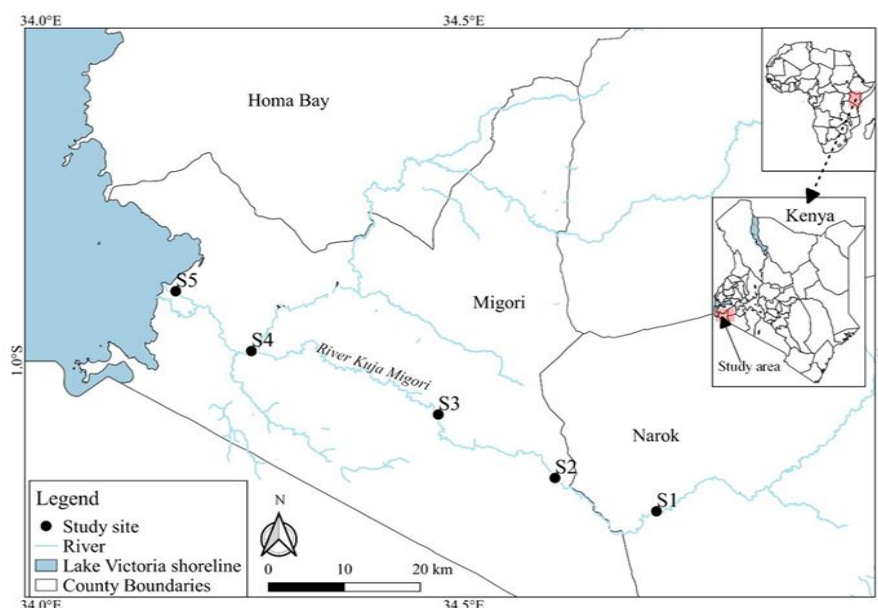 34.0°E 34.5°E
Homa Bay
Kenya
S5
Migori
S4
1.0°S
River Kuja Migori
Study area
S3
Narok
S2
S1
Legend
Study site
River
Lake Victoria shoreline
County Boundaries
N
0 10 20 km
34.0°E 34.5°E